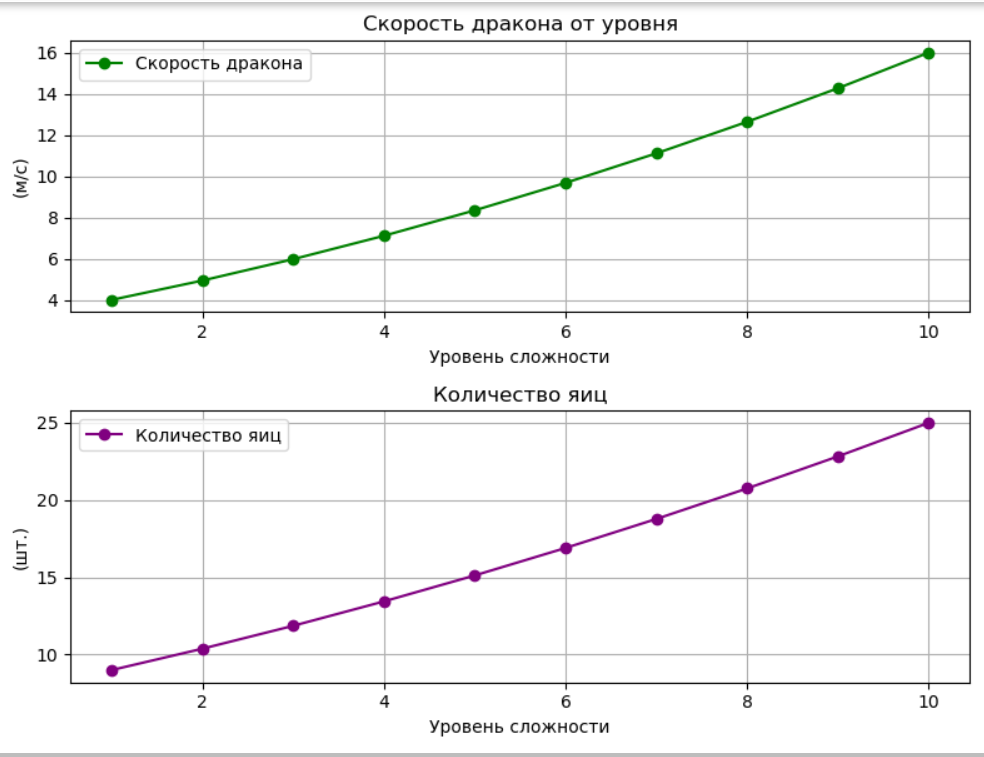 Скорость дракона от уровня
Скорость дракона
16
14
12
10
8
6
4
(м/с)
2 4 6 8 10
Уровень сложности
Количество яиц
Количество яиц
25
20
15
10
(шт.)
2 4 6 8 10
Уровень сложности